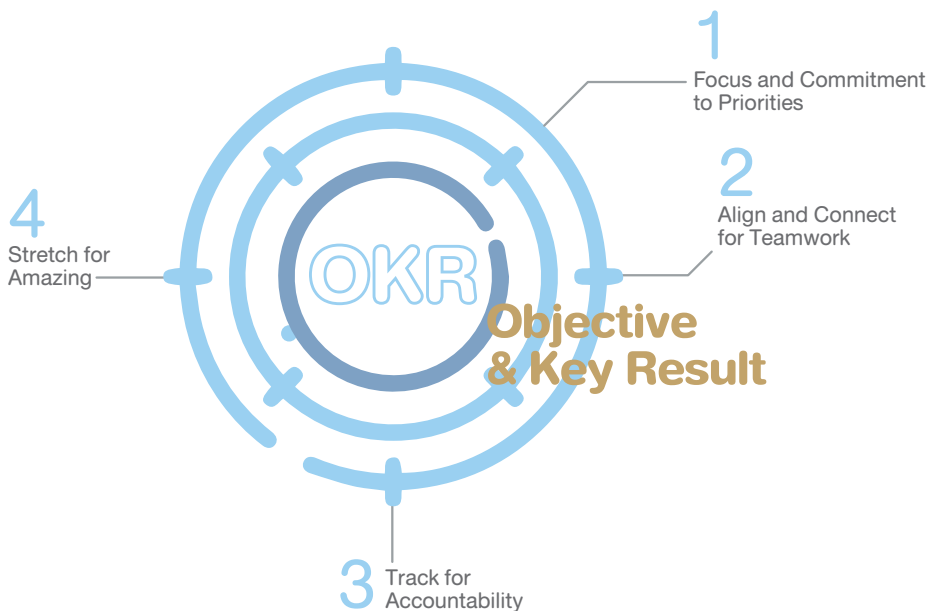 1
Focus and Commitment
to Priorities
2
Align and Connect
for Teamwork
4
Stretch for
Amazing
OKR
Objective
& Key Result
3
Track for
Accountability